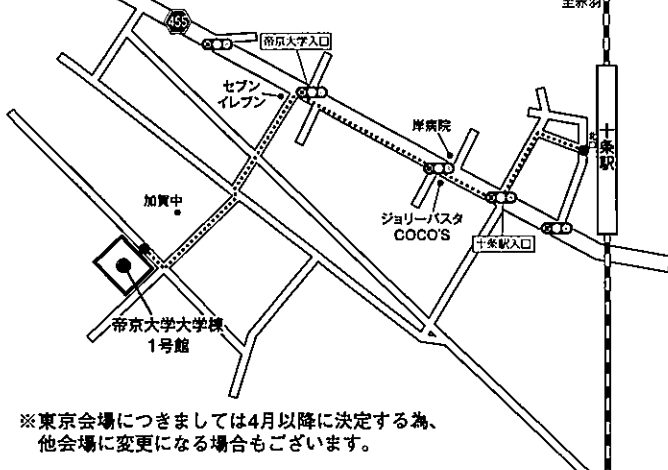 至赤羽
455
帝京大学入口
セブン
イレブン
岸病院
十条駅
加賀中
ジョリーパスタ
COCO'S
十条駅入口
帝京大学大学棟
1号館
※東京会場につきましては4月以降に決定する為、
他会場に変更になる場合もございます。